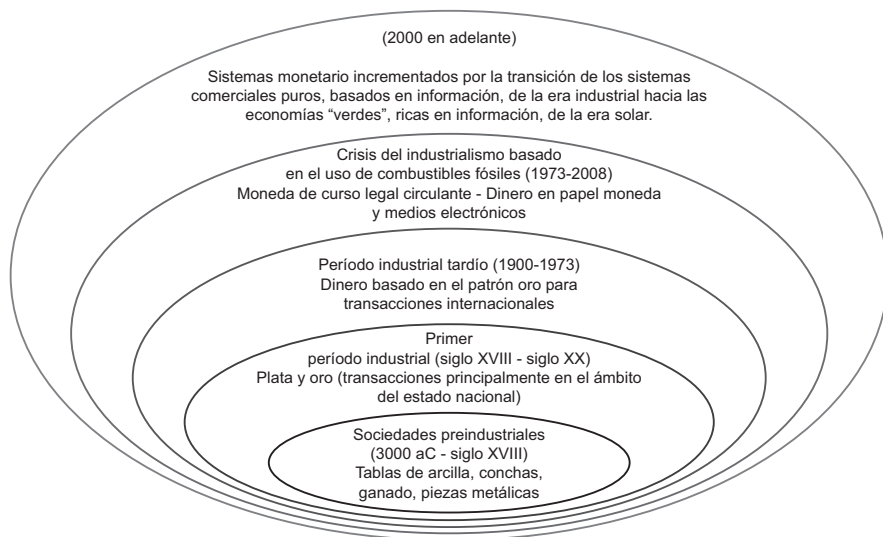 (2000 en adelante)
Sistemas monetario incrementados por la transición de los sistemas
comerciales puros, basados en información, de la era industrial hacia las
economías “verdes”, ricas en información, de la era solar.
Crisis del industrialismo basado
en el uso de combustibles fósiles (1973-2008)
Moneda de curso legal circulante - Dinero en papel moneda
y medios electrónicos
Período industrial tardío (1900-1973)
Dinero basado en el patrón oro para
transacciones internacionales
Primer
período industrial (siglo XVIII - siglo XX)
Plata y oro (transacciones principalmente en el ámbito
del estado nacional)
Sociedades preindustriales
(3000 aC - siglo XVIII)
Tablas de arcilla, conchas,
ganado, piezas metálicas